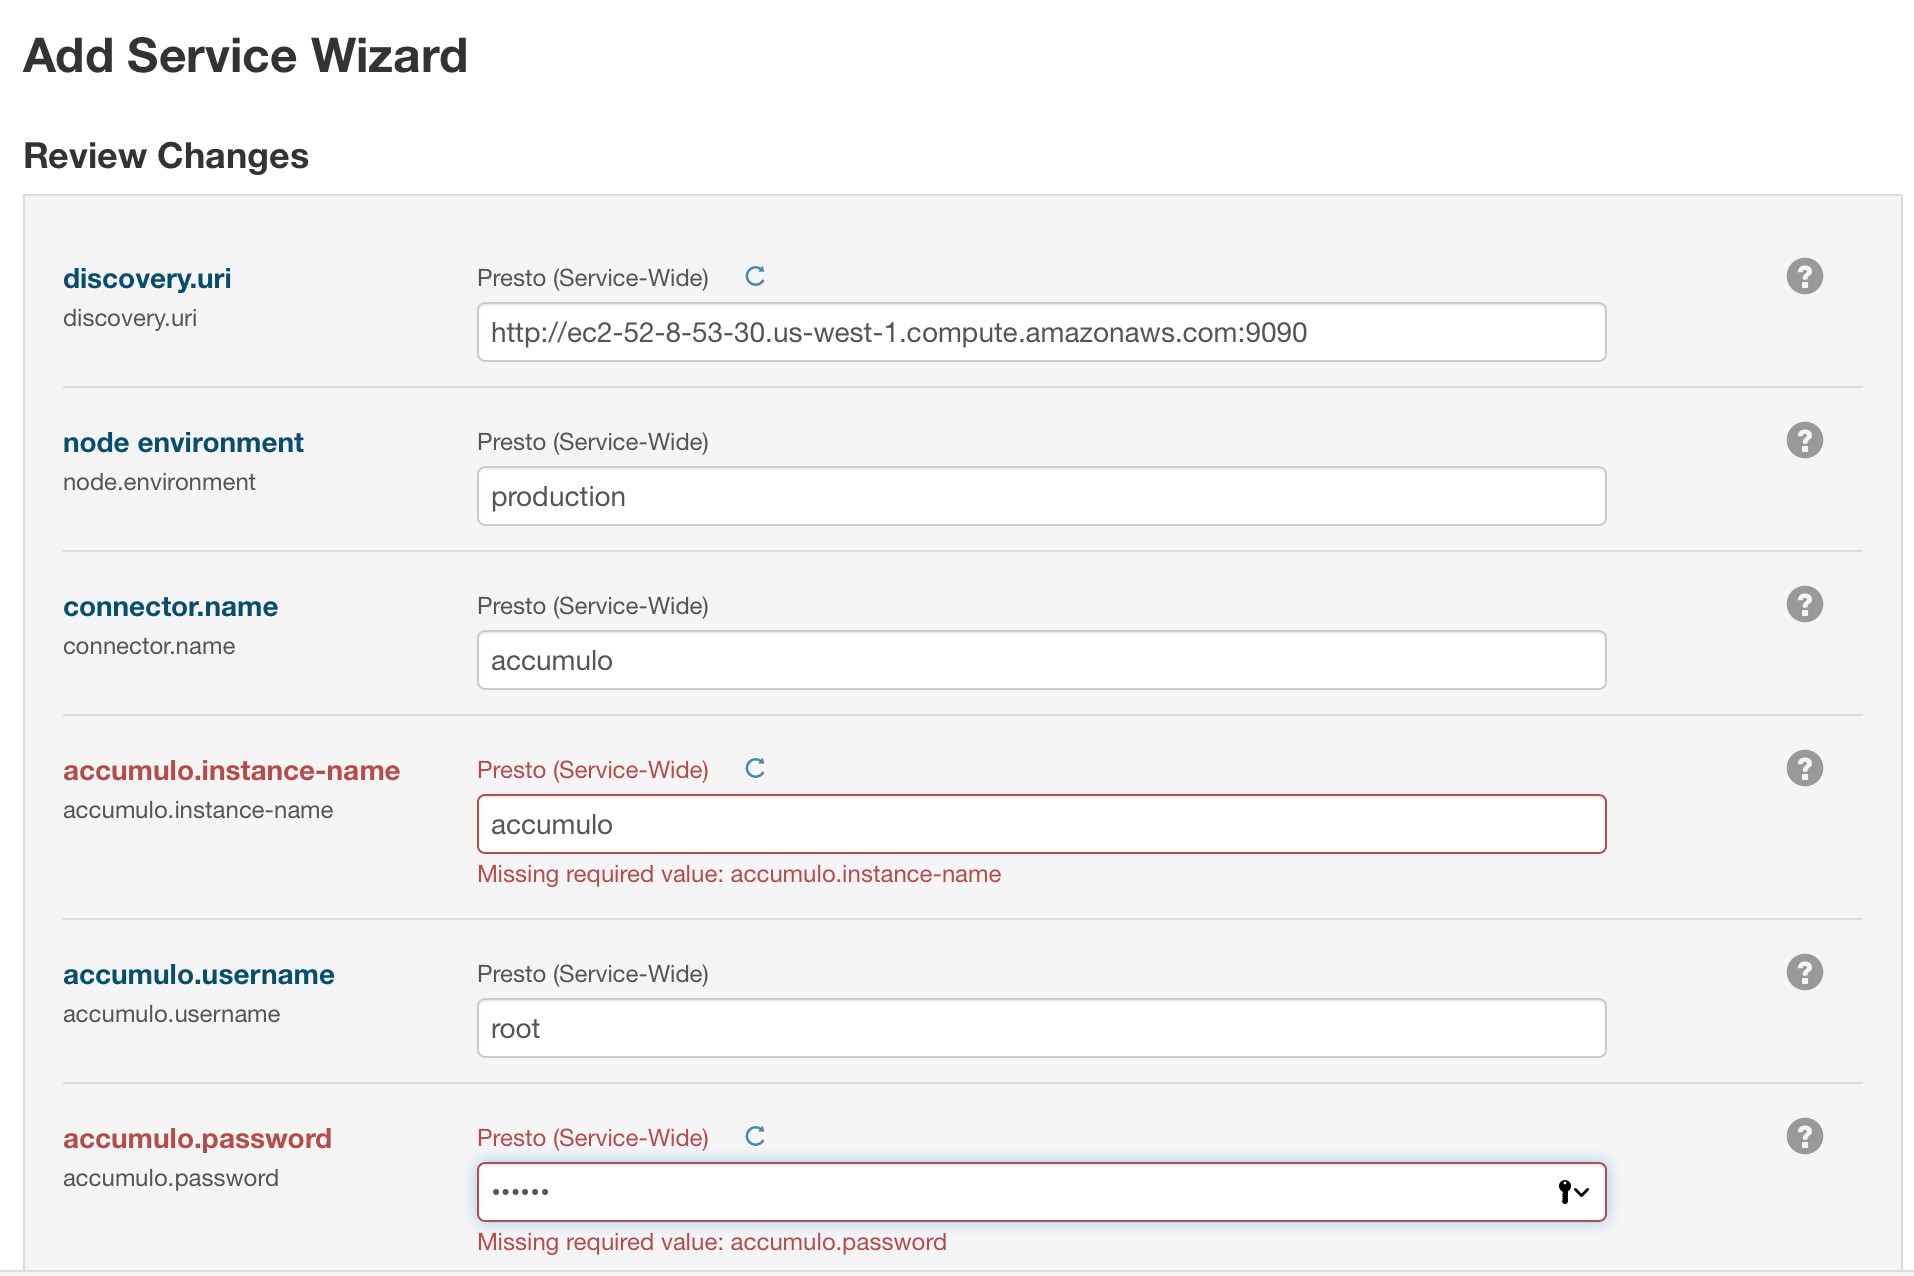 Add Service Wizard
Review Changes
discovery.uri
discovery.uri
Presto (Service-Wide)
http://ec2-52-8-53-30.us-west-1.compute.amazonaws.com:9090
node environment
node.environment
Presto (Service-Wide)
production
connector.name
connector.name
Presto (Service-Wide)
accumulo
accumulo.instance-name
accumulo.instance-name
Presto (Service-Wide)
accumulo
Missing required value: accumulo.instance-name
accumulo.username
accumulo.username
Presto (Service-Wide)
root
accumulo.password
accumulo.password
Presto (Service-Wide)
••••••
Missing required value: accumulo.password